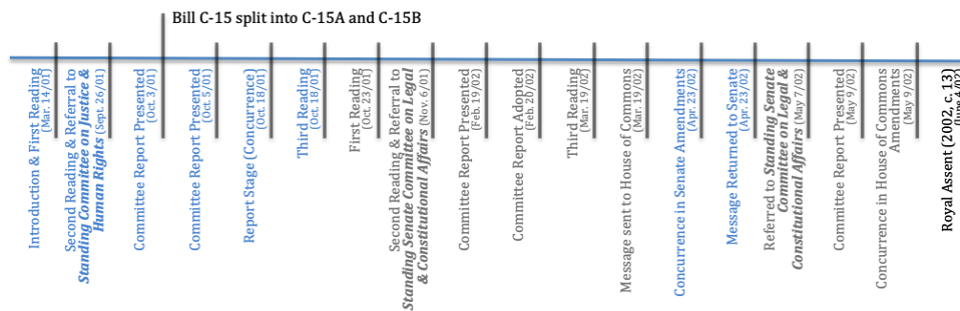 Bill C-15 split into C-15A and C-15B
Introduction & First Reading
(Mar. 14/01)
Second Reading & Referral to
Standing Committee on Justice &
Human Rights (Sept. 26/01)
Committee Report Presented
(Oct. 3/01)
Committee Report Presented
(Oct. 5/01)
Report Stage (Concurrence)
(Oct. 18/01)
Third Reading
(Oct. 18/01)
First Reading
(Oct. 23/01)
Second Reading & Referral to
Standing Senate Committee on Legal
& Constitutional Affairs (Nov. 6/01)
Committee Report Presented
(Feb. 19/02)
Committee Report Adopted
(Feb. 20/02)
Third Reading
(Mar. 19/02)
Message sent to House of Commons
(Mar. 19/02)
Concurrence in Senate Amendments
(Apr. 23/02)
Message Returned to Senate
(Apr. 23/02)
Referred to Standing Senate
Committee on Legal &
Constitutional Affairs (May 7/02)
Committee Report Presented
(May 9/02)
Concurrence in House of Commons
Amendments
(May 9/02)
Royal Assent (2002, c. 13)